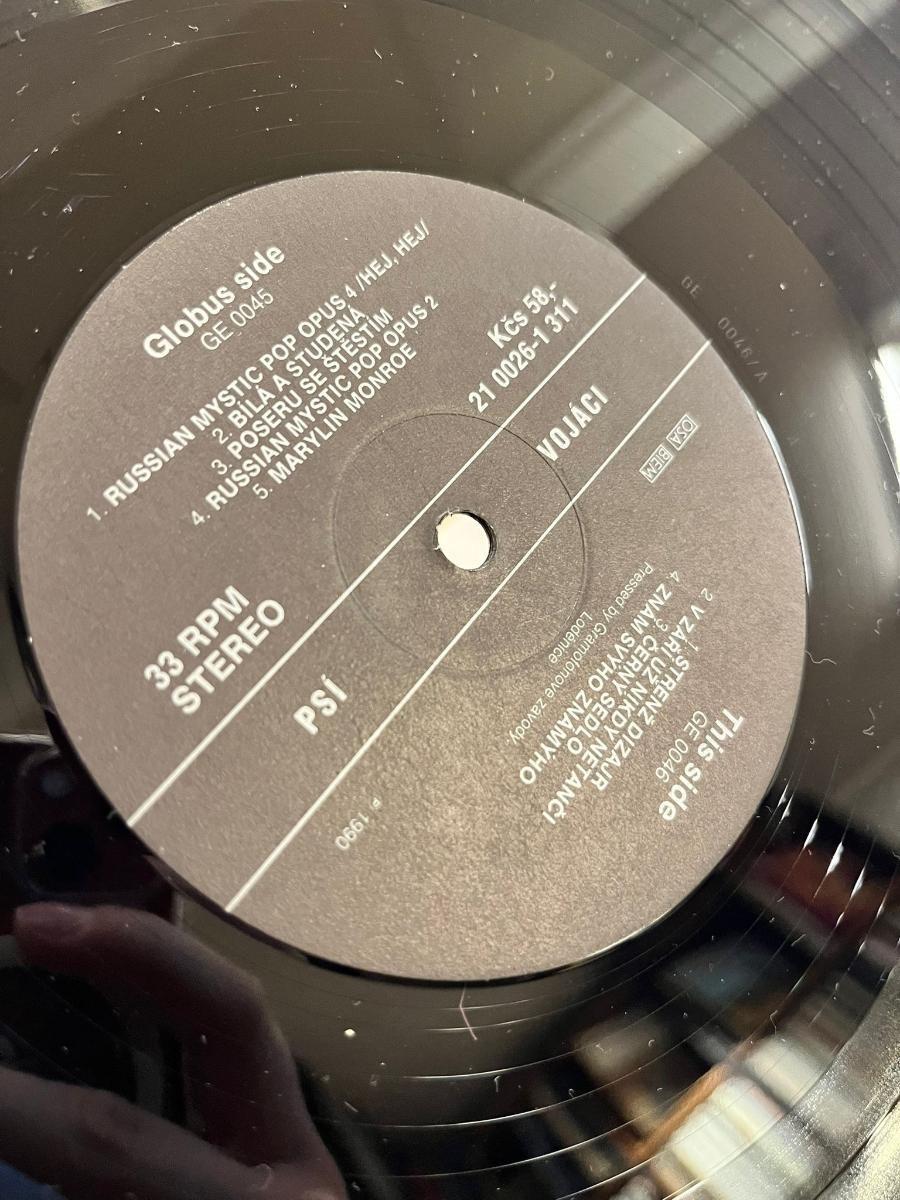 Globus side
GE 0045
1. RUSSIAN MYSTIC POP OPUS 4 /HEJ, HEJ/
2. BÍLÁ A STUDENÁ
3. POSERU SE ŠTĚSTÍM
4. RUSSIAN MYSTIC POP OPUS 2
5. MARYLIN MONROE
Kčs 58,-
21 0026-1 311
33 RPM
STEREO
PSÍ VOJÁCI
OSA BIEM
This side
GE 0046
1. STRENZ DIZAJR
2. V ZÁŘÍ UŽ NIKDY NETANČI
3. ČERNÝ SEDLO
4. ZNÁM SVÝHO ZNÁMÝHO
Pressed by Gramofonové závody,
Loděnice
℗ 1990
GE 0046/A